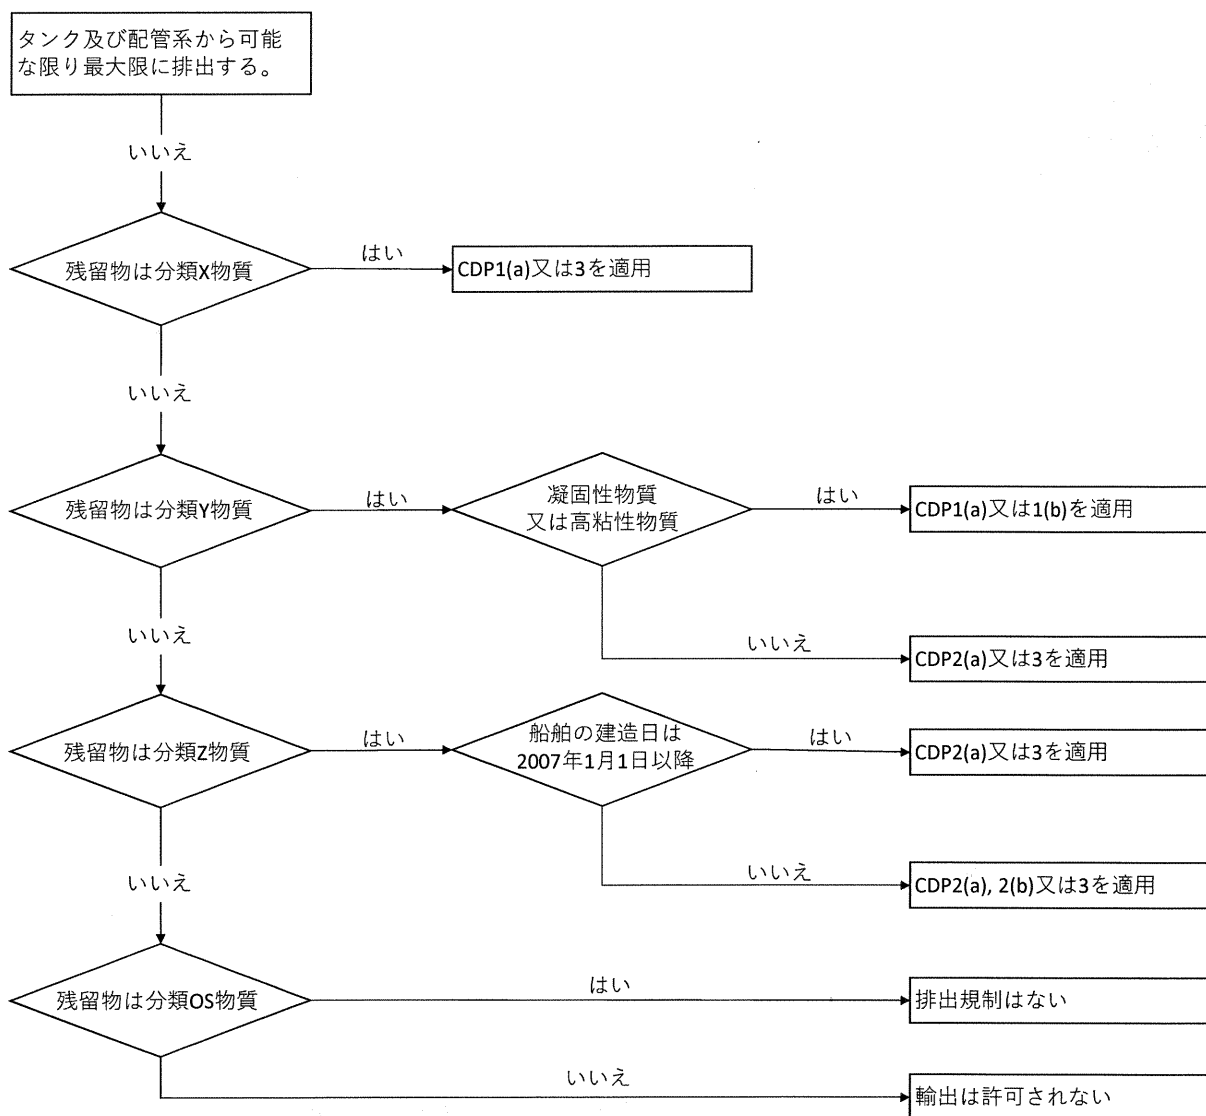 タンク及び配管系から可能
な限り最大限に排出する。
いいえ
残留物は分類X物質
はい
CDP1(a)又は3を適用
いいえ
残留物は分類Y物質
はい
凝固性物質
又は高粘性物質
はい
CDP1(a)又は1(b)を適用
いいえ
CDP2(a)又は3を適用
いいえ
残留物は分類Z物質
はい
船舶の建造日は
2007年1月1日以降
はい
CDP2(a)又は3を適用
いいえ
CDP2(a), 2(b)又は3を適用
いいえ
残留物は分類OS物質
はい
排出規制はない
いいえ
輸出は許可されない